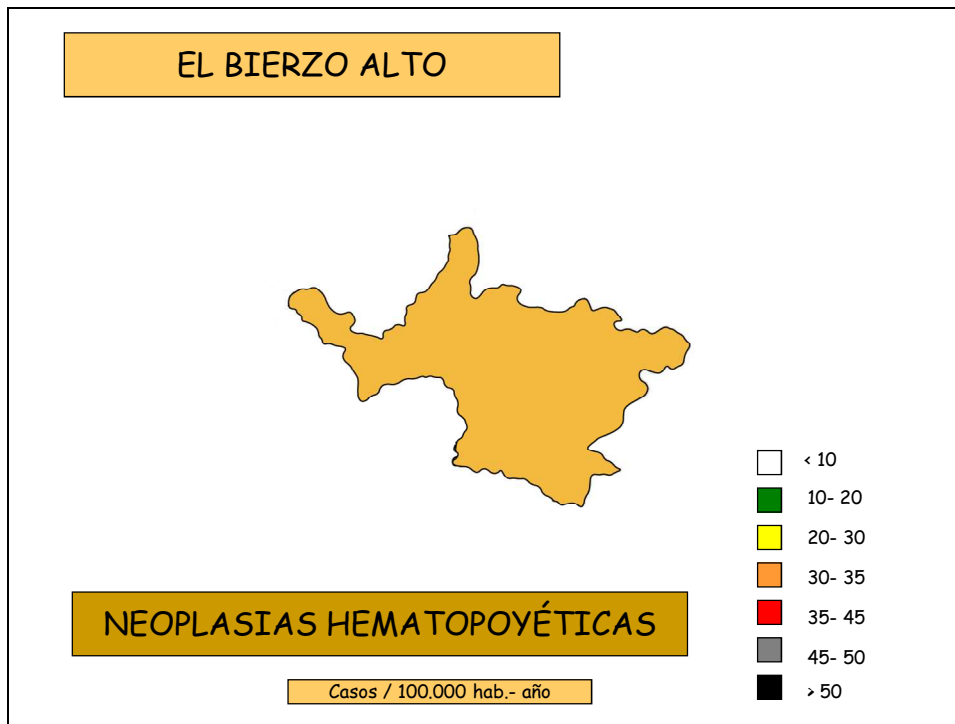 EL BIERZO ALTO
< 10
10- 20
20- 30
30- 35
35- 45
45- 50
> 50
NEOPLASIAS HEMATOPOYÉTICAS
Casos / 100.000 hab.- año